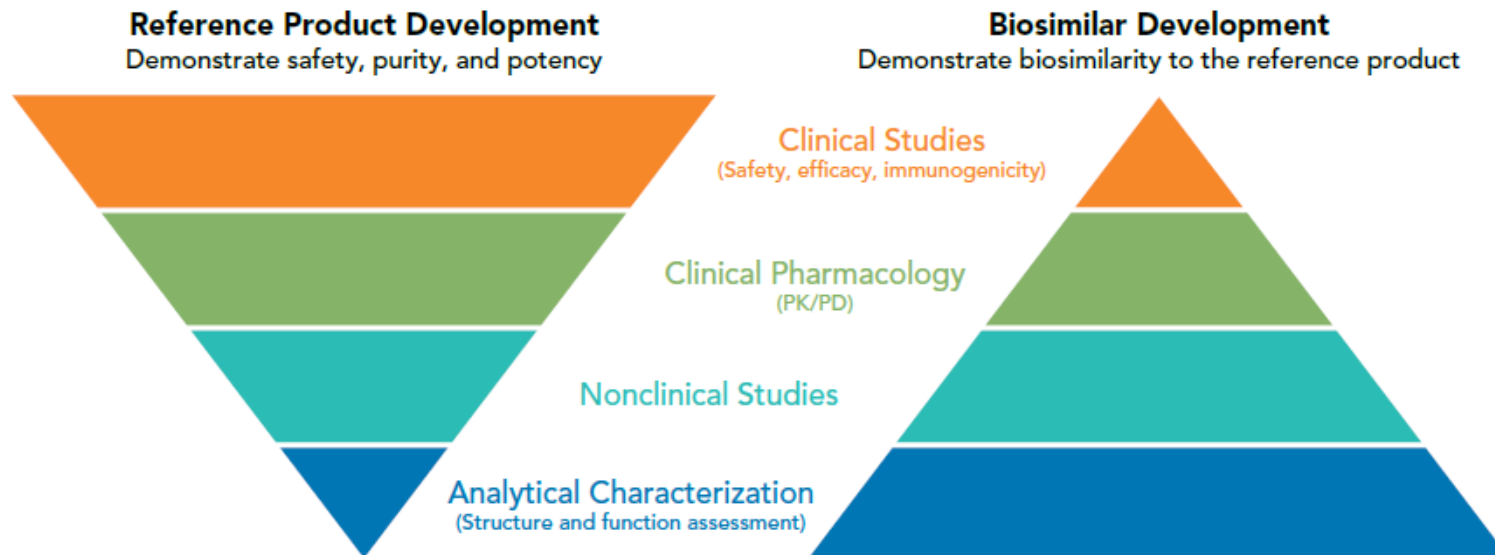 Reference Product Development
Demonstrate safety, purity, and potency
Biosimilar Development
Demonstrate biosimilarity to the reference product
Clinical Studies
(Safety, efficacy, immunogenicity)
Clinical Pharmacology
(PK/PD)
Nonclinical Studies
Analytical Characterization
(Structure and function assessment)